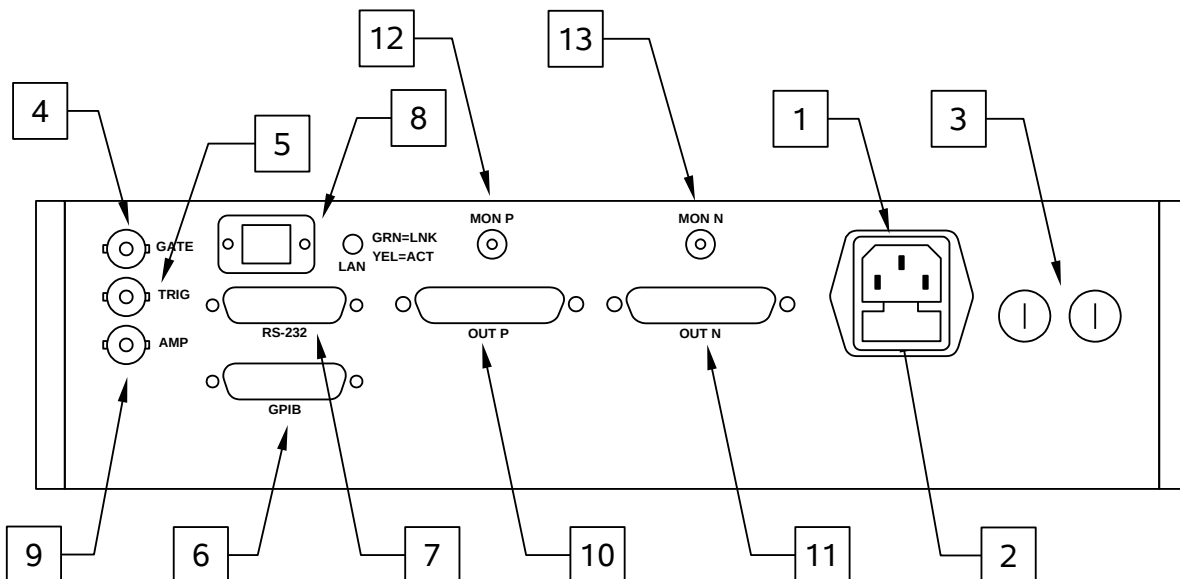 12
13
4
8
1
3
5
MON P
MON N
GATE
GRN=LNK
YEL=ACT
LAN
TRIG
RS-232
OUT P
OUT N
AMP
GPIB
9
6
7
10
11
2